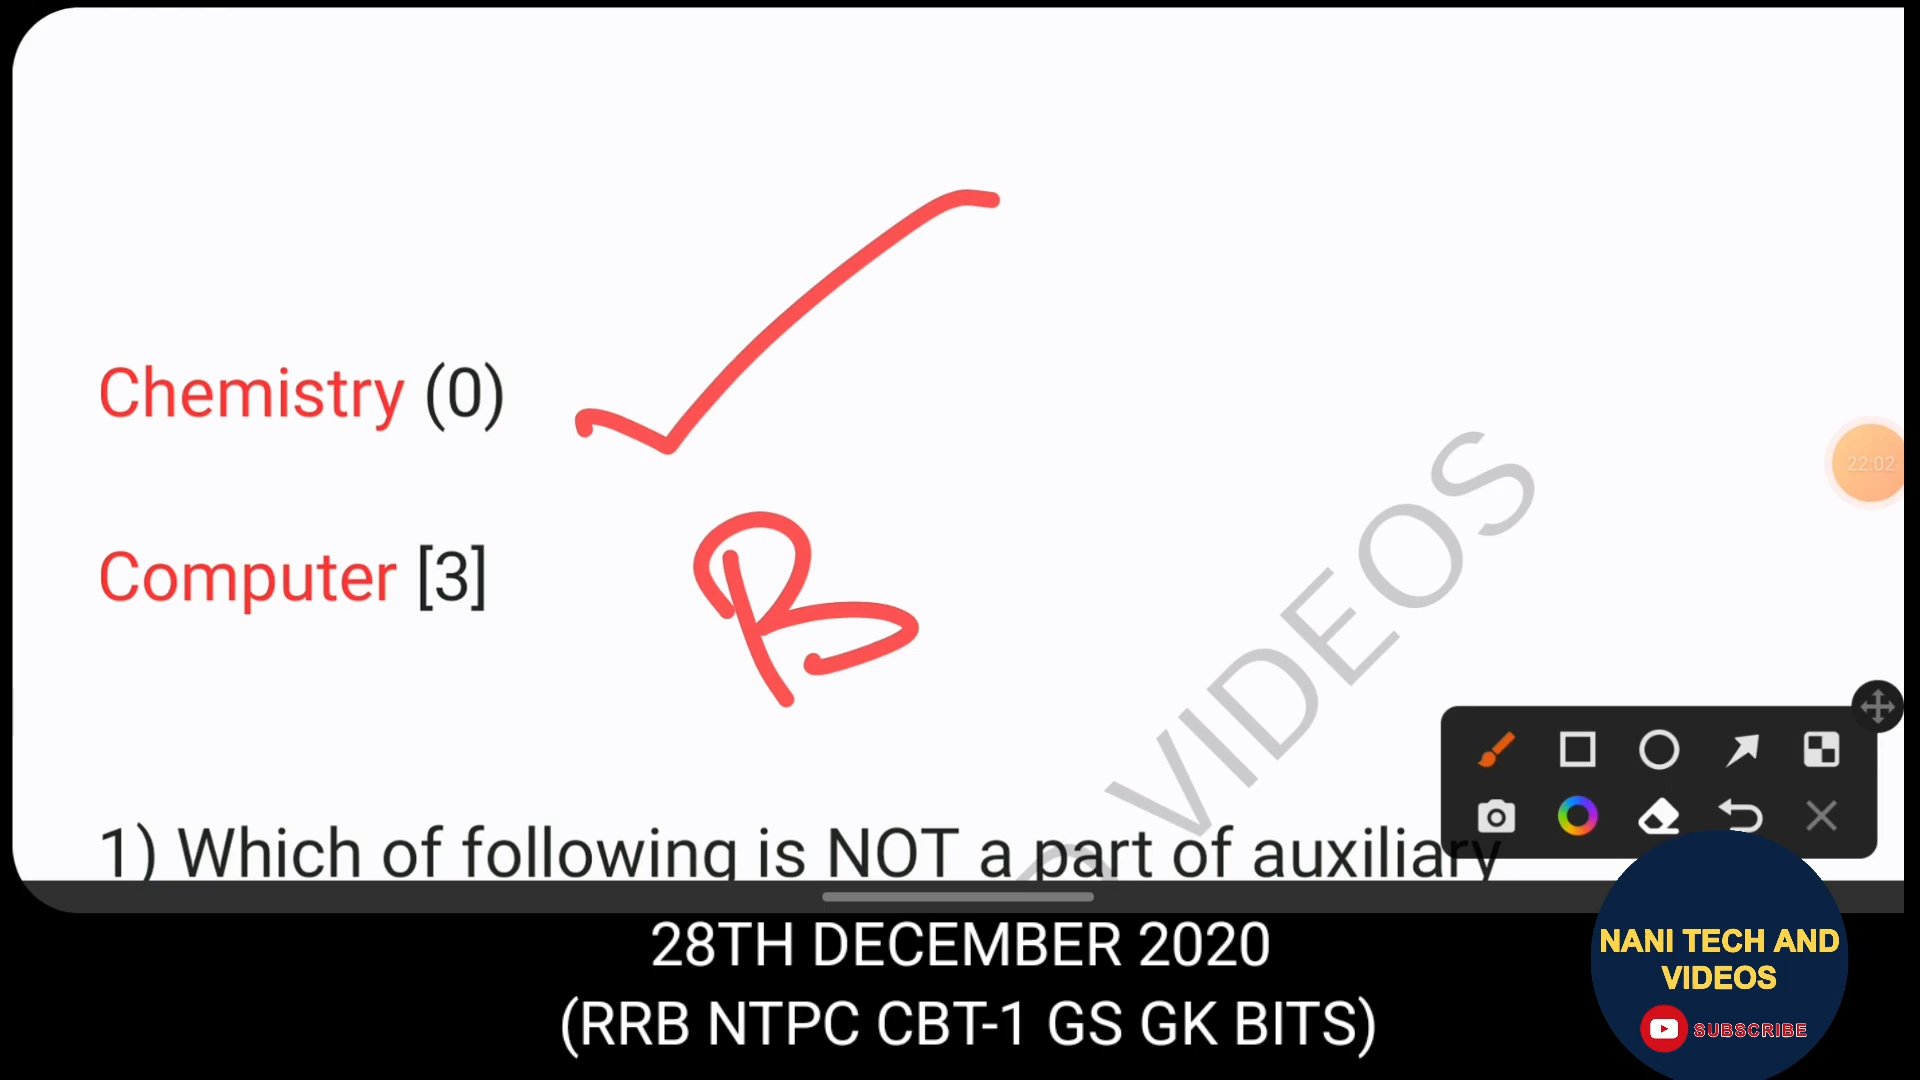 Chemistry (0)
Computer [3]
B
VIDEOS
22:02
1) Which of following is NOT a part of auxiliary
28TH DECEMBER 2020
(RRB NTPC CBT-1 GS GK BITS)
NANI TECH AND
VIDEOS
SUBSCRIBE